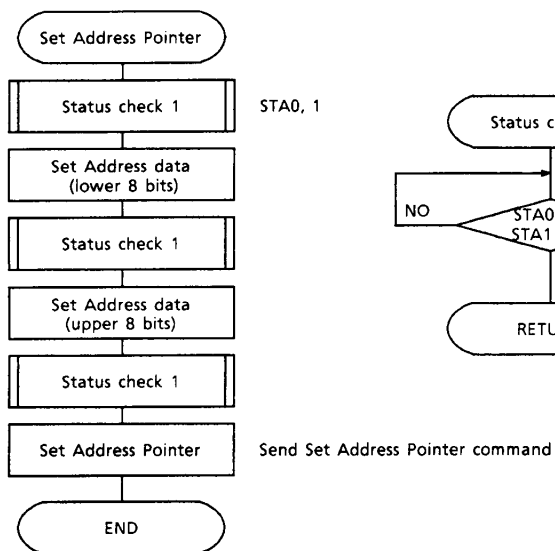 Set Address Pointer
Status check 1
STA0, 1
Set Address data
(lower 8 bits)
Status check 1
Set Address data
(upper 8 bits)
Status check 1
Set Address Pointer
Send Set Address Pointer command
END
Status c
NO
STA0
STA1
RETU